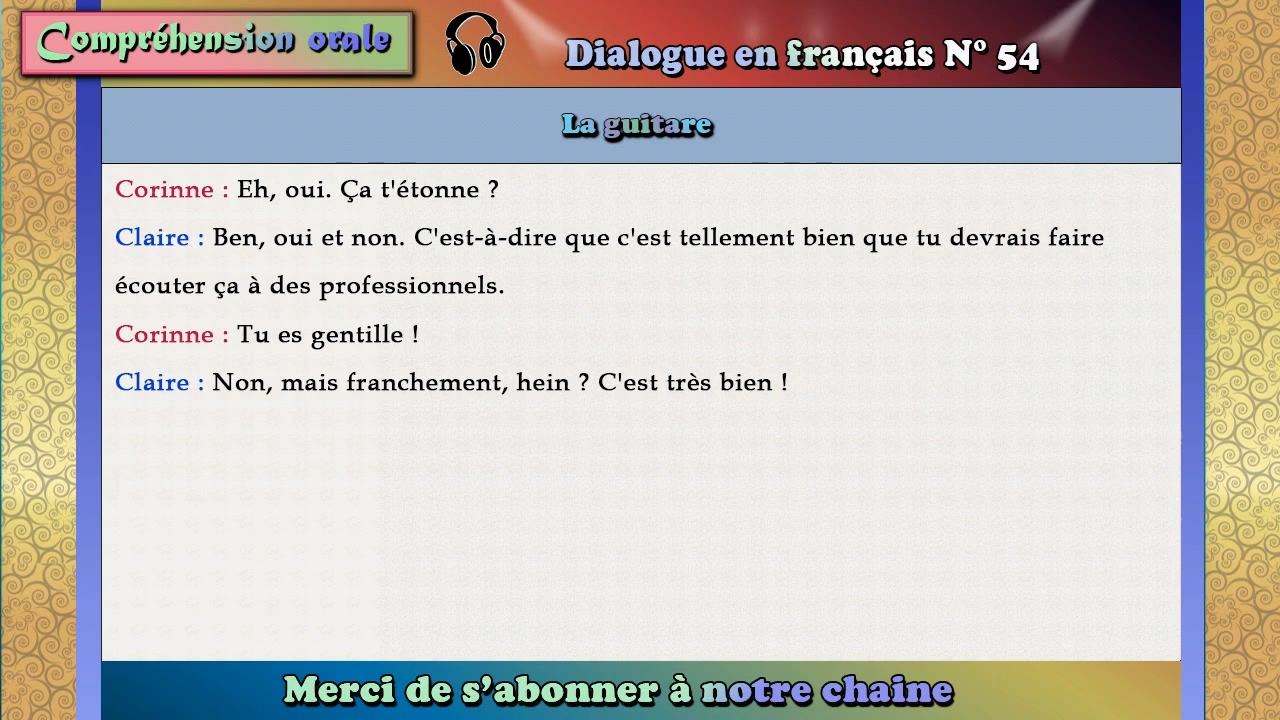 Compréhension orale
Dialogue en français N° 54
La guitare
Corinne : Eh, oui. Ça t'étonne ?
Claire : Ben, oui et non. C'est-à-dire que c'est tellement bien que tu devrais faire
écouter ça à des professionnels.
Corinne : Tu es gentille !
Claire : Non, mais franchement, hein ? C'est très bien !
Merci de s’abonner à notre chaine